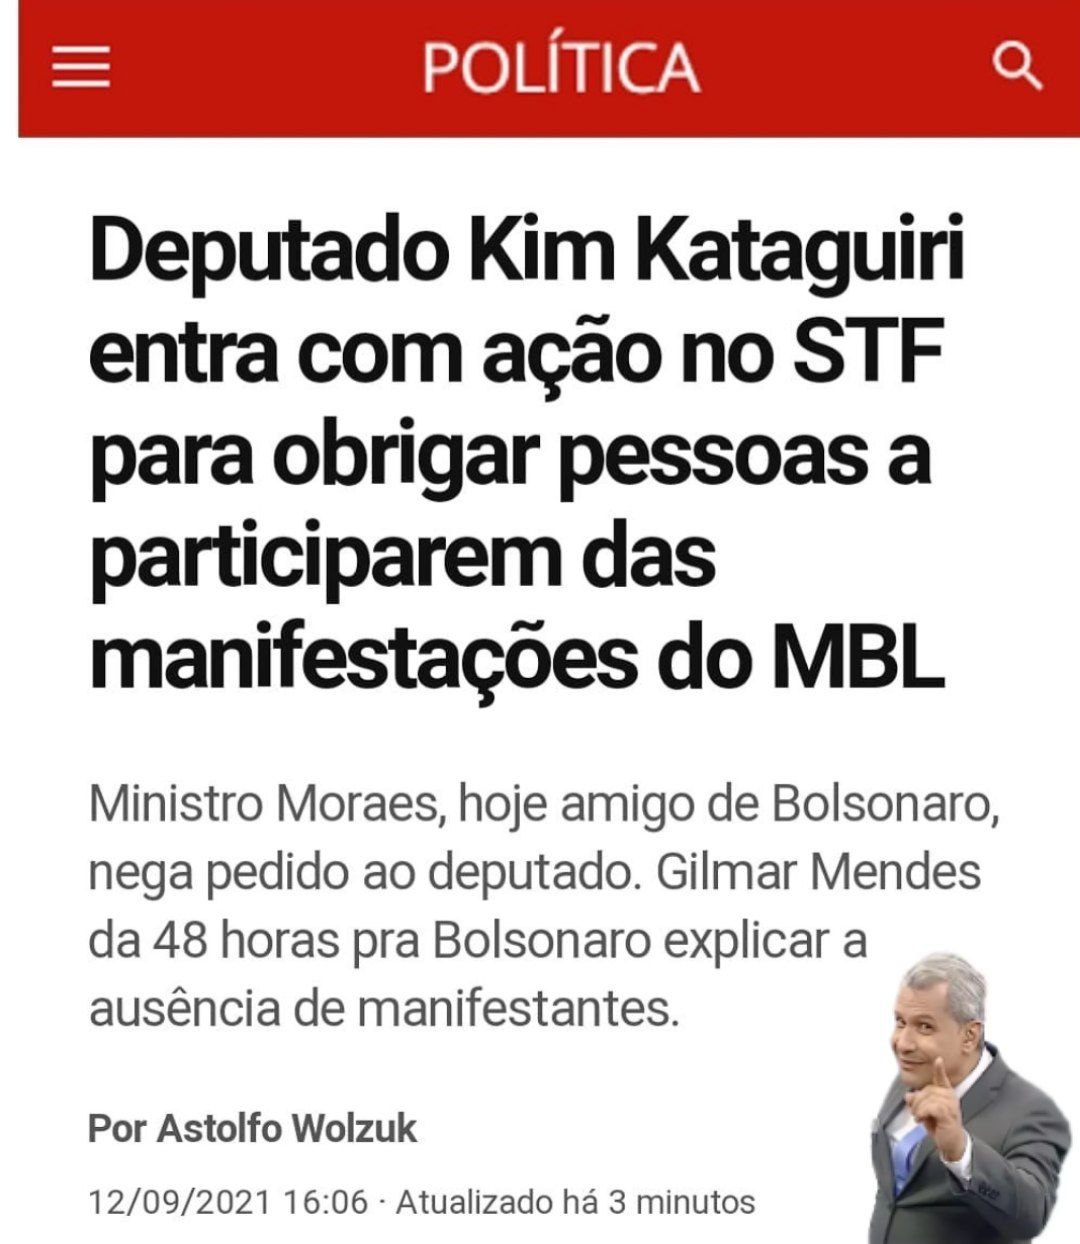 POLÍTICA
Deputado Kim Kataguiri
entra com ação no STF
para obrigar pessoas a
participarem das
manifestações do MBL
Ministro Moraes, hoje amigo de Bolsonaro,
nega pedido ao deputado. Gilmar Mendes
da 48 horas pra Bolsonaro explicar a
ausência de manifestantes.
Por Astolfo Wolzuk
12/09/2021 16:06 · Atualizado há 3 minutos